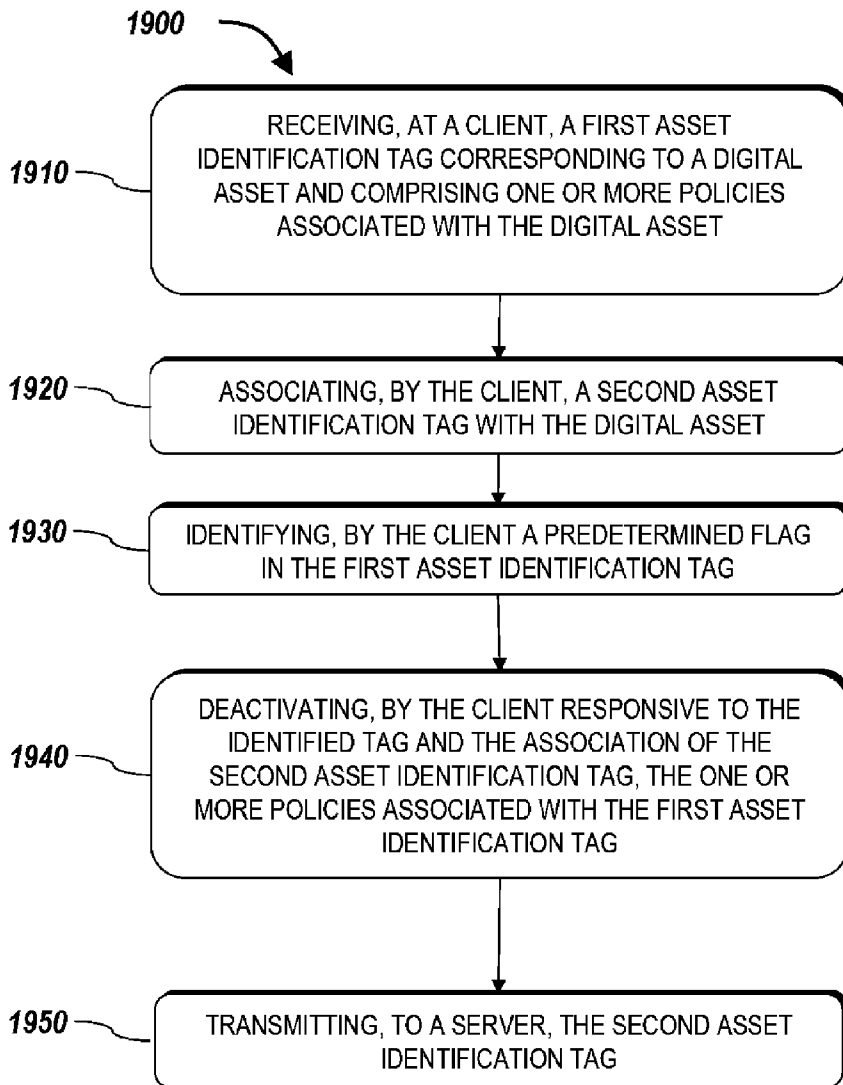 1900
1910
RECEIVING, AT A CLIENT, A FIRST ASSET
IDENTIFICATION TAG CORRESPONDING TO A DIGITAL
ASSET AND COMPRISING ONE OR MORE POLICIES
ASSOCIATED WITH THE DIGITAL ASSET
1920
ASSOCIATING, BY THE CLIENT, A SECOND ASSET
IDENTIFICATION TAG WITH THE DIGITAL ASSET
1930
IDENTIFYING, BY THE CLIENT A PREDETERMINED FLAG
IN THE FIRST ASSET IDENTIFICATION TAG
1940
DEACTIVATING, BY THE CLIENT RESPONSIVE TO THE
IDENTIFIED TAG AND THE ASSOCIATION OF THE
SECOND ASSET IDENTIFICATION TAG, THE ONE OR
MORE POLICIES ASSOCIATED WITH THE FIRST ASSET
IDENTIFICATION TAG
1950
TRANSMITTING, TO A SERVER, THE SECOND ASSET
IDENTIFICATION TAG